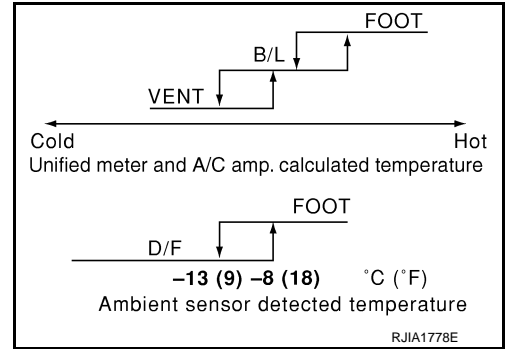 FOOT
B/L
VENT
Cold Hot
Unified meter and A/C amp. calculated temperature
FOOT
D/F
–13 (9) –8 (18) °C (°F)
Ambient sensor detected temperature
RJIA1778E